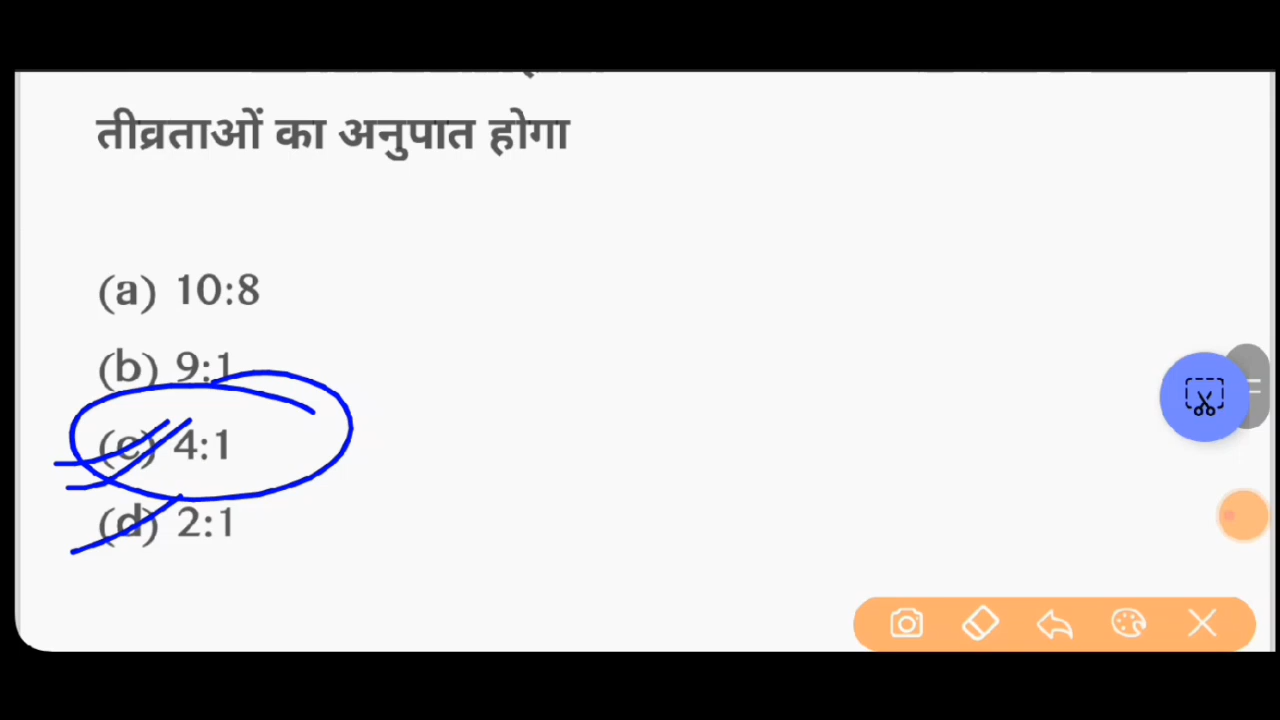 तीव्रताओं का अनुपात होगा
(a) 10:8
(b) 9:1
(c) 4:1
(d) 2:1